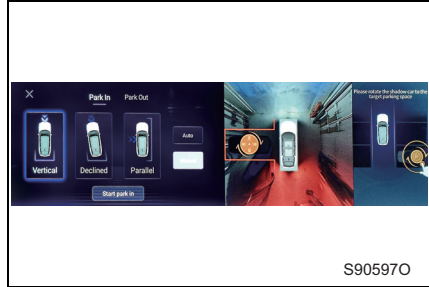 Park In
Park Out
Please rotate the shadow car to the
target parking space
Auto
Vertical
Declined
Parallel
Start park in
S90597O